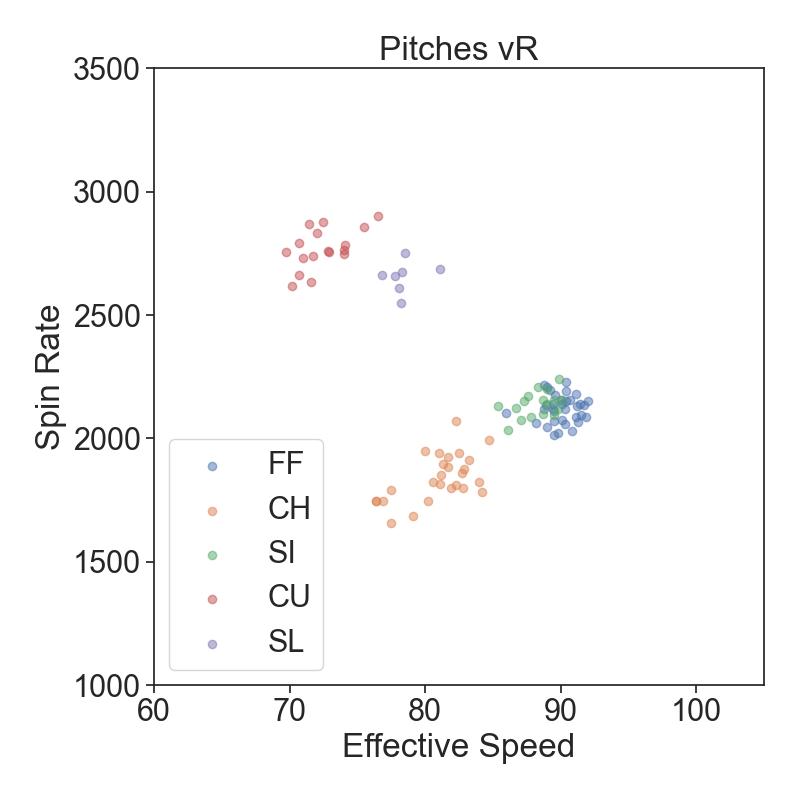 Pitches vR
3500
3000
2500
2000
1500
1000
Spin Rate
FF
CH
SI
CU
SL
60 70 80 90 100
Effective Speed